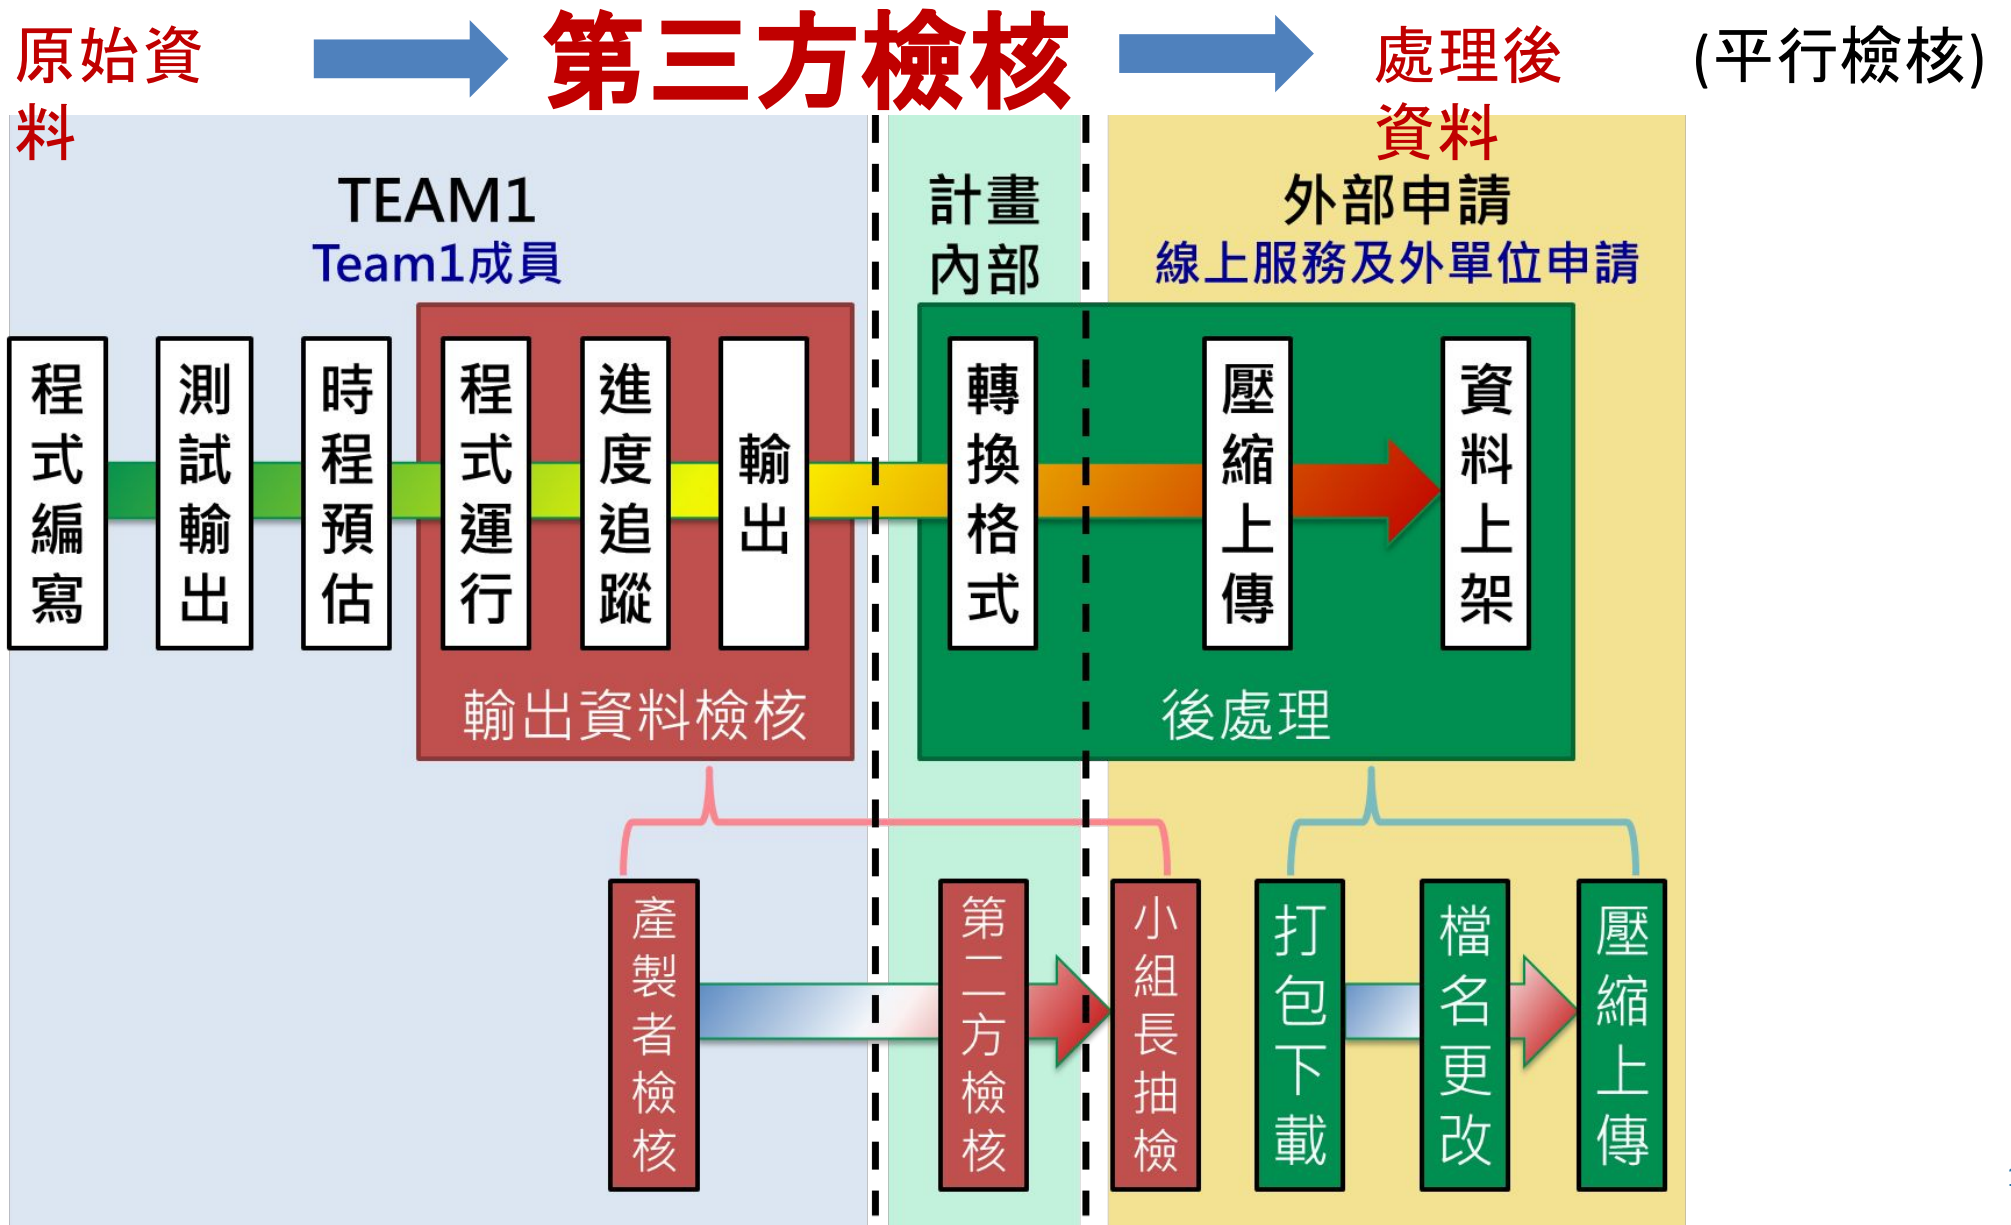 原始資
料
第三方檢核
處理後
資料
(平行檢核)
TEAM1
Team1成員
計畫
內部
外部申請
線上服務及外單位申請
程式編寫
測試輸出
時程預估
程式運行
進度追蹤
輸出
轉換格式
壓縮上傳
資料上架
輸出資料檢核
後處理
產製者檢核
第二方檢核
小組長抽檢
打包下載
檔名更改
壓縮上傳